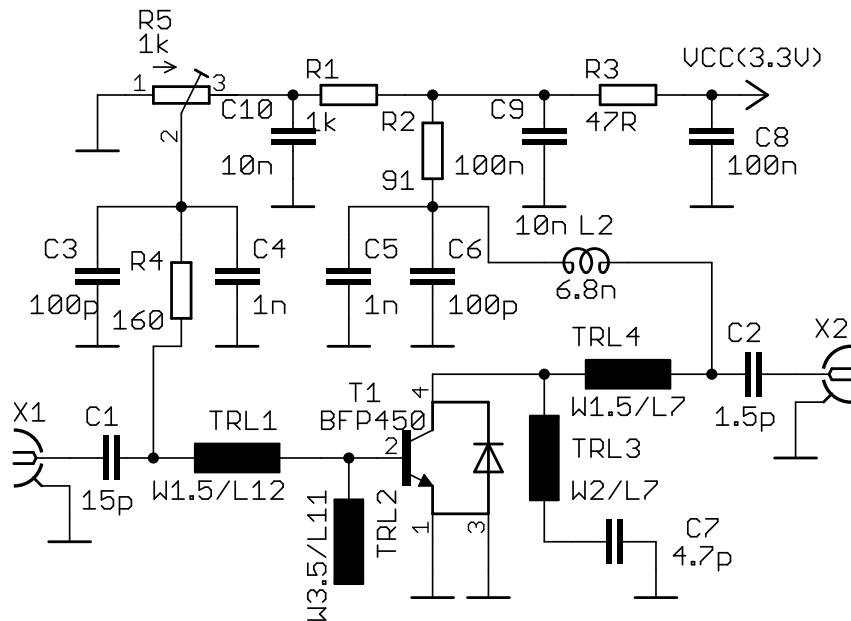 R5
1k
1
3
2
C10
10n
R1
1k
R2
91
C9
100n
10n
R3
47R
VCC(3.3V)
C8
100n
C3
100p
R4
160
C4
1n
C5
1n
C6
100p
L2
6.8n
TRL4
W1.5/L7
C2
1.5p
X2
X1
C1
15p
TRL1
W1.5/L12
T1
BFP450
4
2
1
3
TRL2
W3.5/L11
TRL3
W2/L7
C7
4.7p